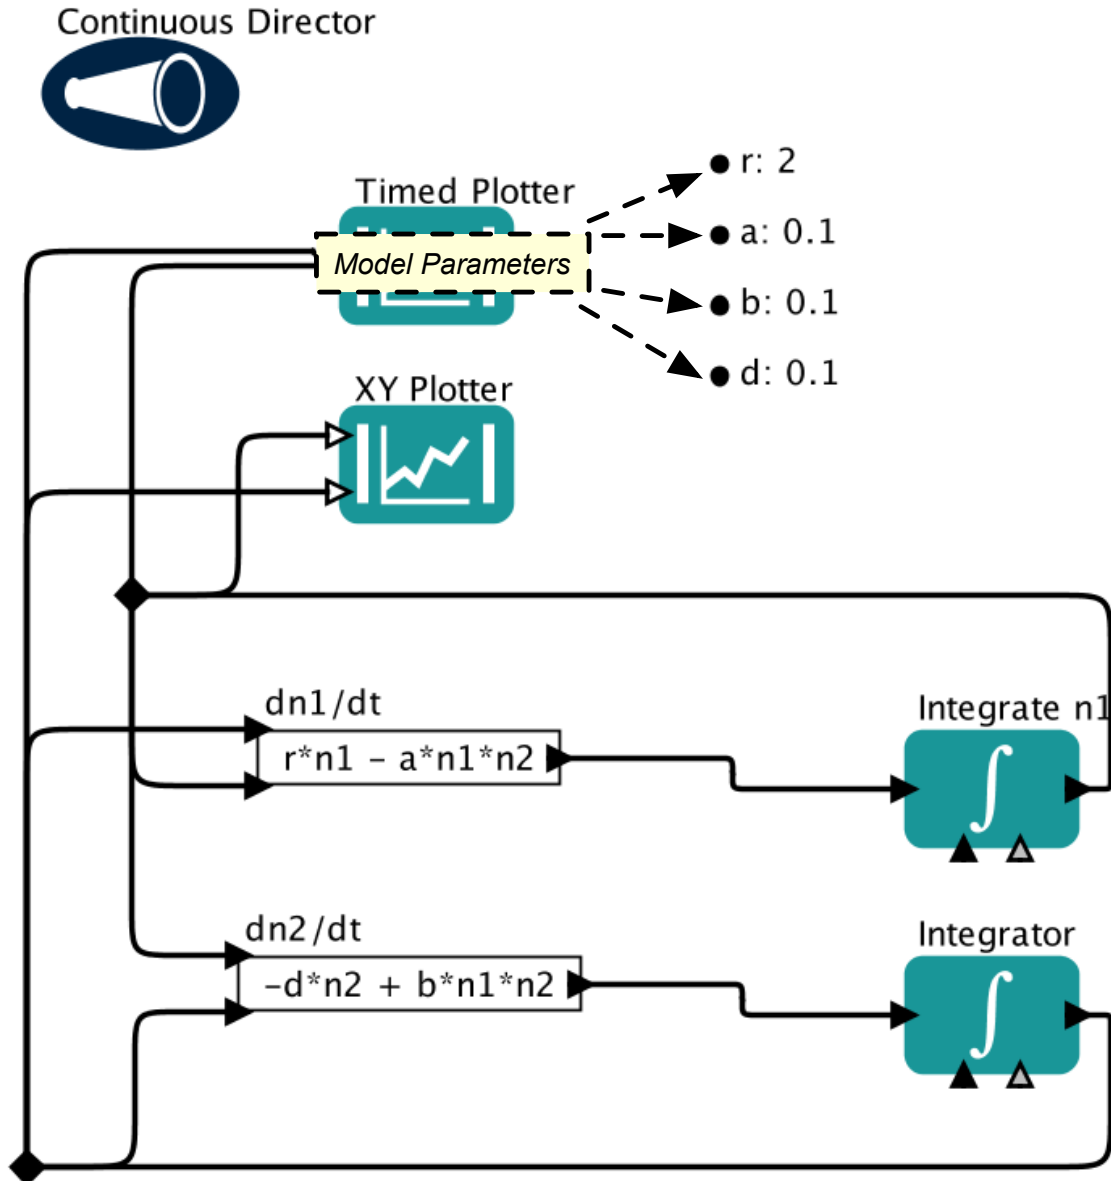 Continuous Director
Timed Plotter
Model Parameters
r: 2
a: 0.1
b: 0.1
d: 0.1
XY Plotter
dn1/dt
r*n1 - a*n1*n2
Integrate n1
∫
dn2/dt
-d*n2 + b*n1*n2
Integrator
∫